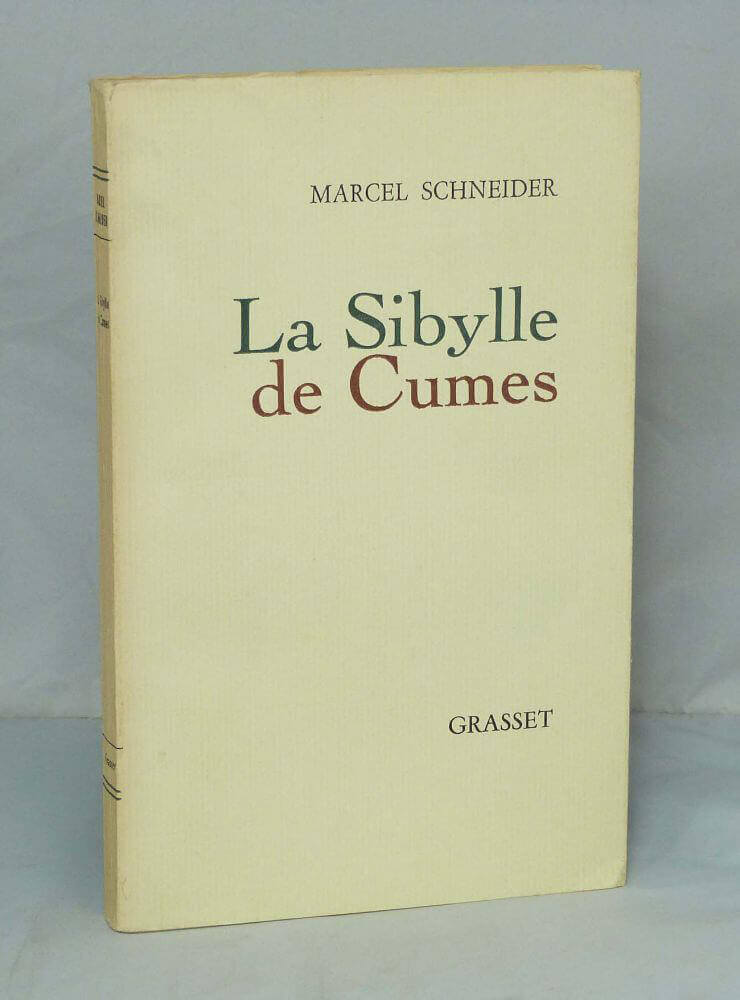 MARCEL SCHNEIDER
La Sibylle
de Cumes
GRASSET